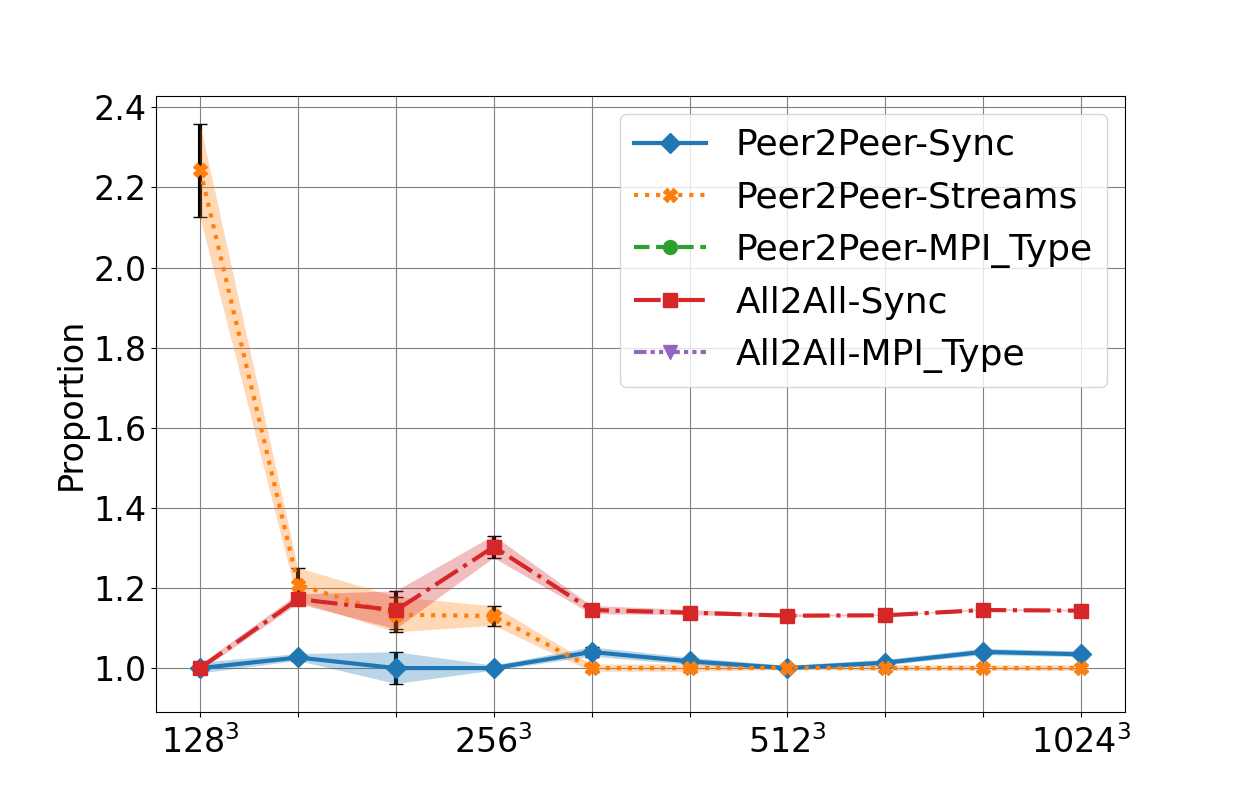 2.4
2.2
2.0
1.8
1.6
1.4
1.2
1.0
Proportion
Peer2Peer-Sync
Peer2Peer-Streams
Peer2Peer-MPI_Type
All2All-Sync
All2All-MPI_Type
128³ 256³ 512³ 1024³